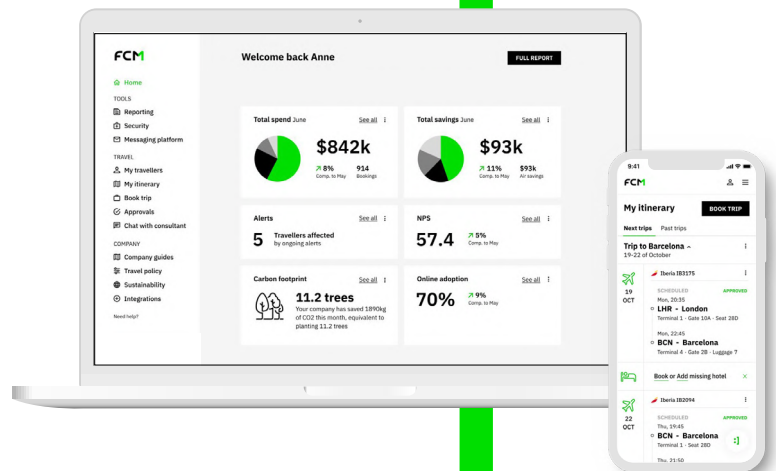 FCM
Welcome back Anne
FULL REPORT
Home
TOOLS
Reporting
Security
Messaging platform
TRAVEL
My travellers
My itinerary
Book trip
Approvals
Chat with consultant
COMPANY
Company guides
Travel policy
Sustainability
Integrations
Need help?
Total spend June
See all
$842k
8%
914
Comp. to May
Bookings
Total savings June
See all
$93k
11%
$93k
Comp. to May
Air savings
Alerts
See all
5
Travellers affected
by ongoing alerts
NPS
See all
57.4
5%
Comp. to May
Carbon footprint
See all
11.2 trees
Your company has saved 1890kg
of CO2 this month, equivalent to
planting 11.2 trees
Online adoption
See all
70%
9%
Comp. to May
9:41
FCM
My itinerary
BOOK TRIP
Next trips
Past trips
Trip to Barcelona
19-22 of October
19
OCT
Iberia IB3175
SCHEDULED
APPROVED
Mon, 20:35
LHR - London
Terminal 1 · Gate 10A · Seat 28D
Mon, 22:45
BCN - Barcelona
Terminal 4 · Gate 2B · Luggage 7
Book or Add missing hotel
22
OCT
Iberia IB2094
SCHEDULED
APPROVED
Thu, 19:45
BCN - Barcelona
Terminal 1 · Seat 28D
Thu, 21:50